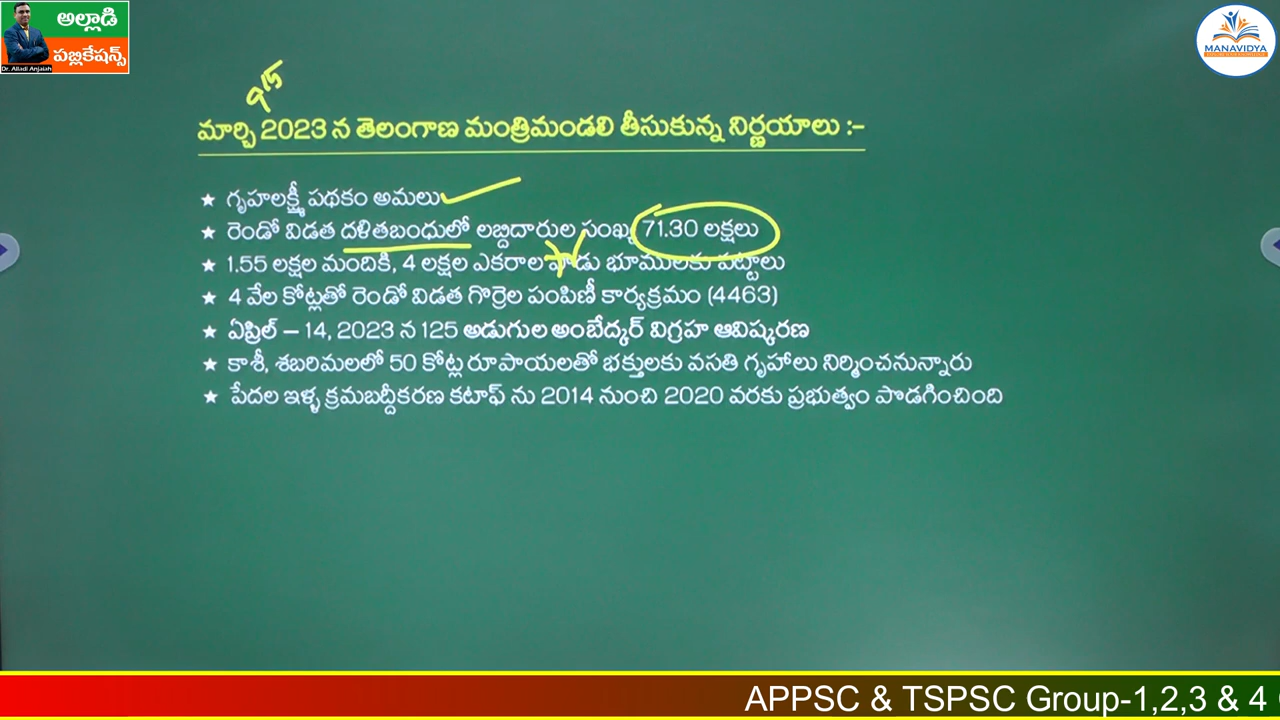 అల్లాడి
పబ్లికేషన్స్
Dr. Alladi Anjaiah
MANAVIDYA
మార్చి 2023 న తెలంగాణ మంత్రిమండలి తీసుకున్న నిర్ణయాలు :-
★ గృహలక్ష్మీ పథకం అమలు
★ రెండో విడత దళితబంధులో లబ్దిదారుల సంఖ్య 71.30 లక్షలు
★ 1.55 లక్షల మందికి, 4 లక్షల ఎకరాల పోడు భూములకు పట్టాలు
★ 4 వేల కోట్లతో రెండో విడత గొర్రెల పంపిణీ కార్యక్రమం (4463)
★ ఏప్రిల్ – 14, 2023 న 125 అడుగుల అంబేద్కర్ విగ్రహ ఆవిష్కరణ
★ కాశీ, శబరిమలలో 50 కోట్ల రూపాయలతో భక్తులకు వసతి గృహాలు నిర్మించనున్నారు
★ పేదల ఇళ్ళ క్రమబద్దీకరణ కటాఫ్ ను 2014 నుంచి 2020 వరకు ప్రభుత్వం పొడగించింది
APPSC & TSPSC Group-1,2,3 & 4